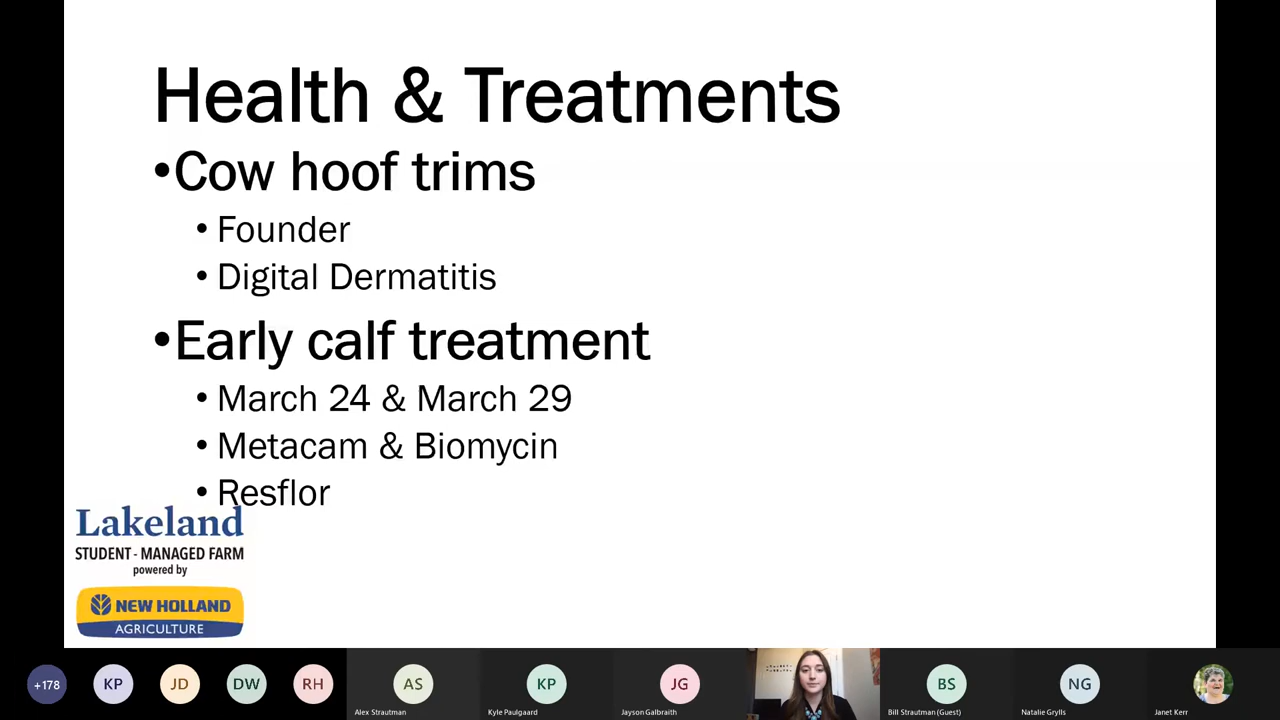 Health & Treatments
•Cow hoof trims
• Founder
• Digital Dermatitis
•Early calf treatment
• March 24 & March 29
• Metacam & Biomycin
• Resflor
Lakeland
STUDENT - MANAGED FARM
powered by
NEW HOLLAND
AGRICULTURE
+178
KP
JD
DW
RH
AS
KP
JG
BS
NG
Alex Strautman
Kyle Paulgaard
Jayson Galbraith
Bill Strautman (Guest)
Natalie Grylls
Janet Kerr